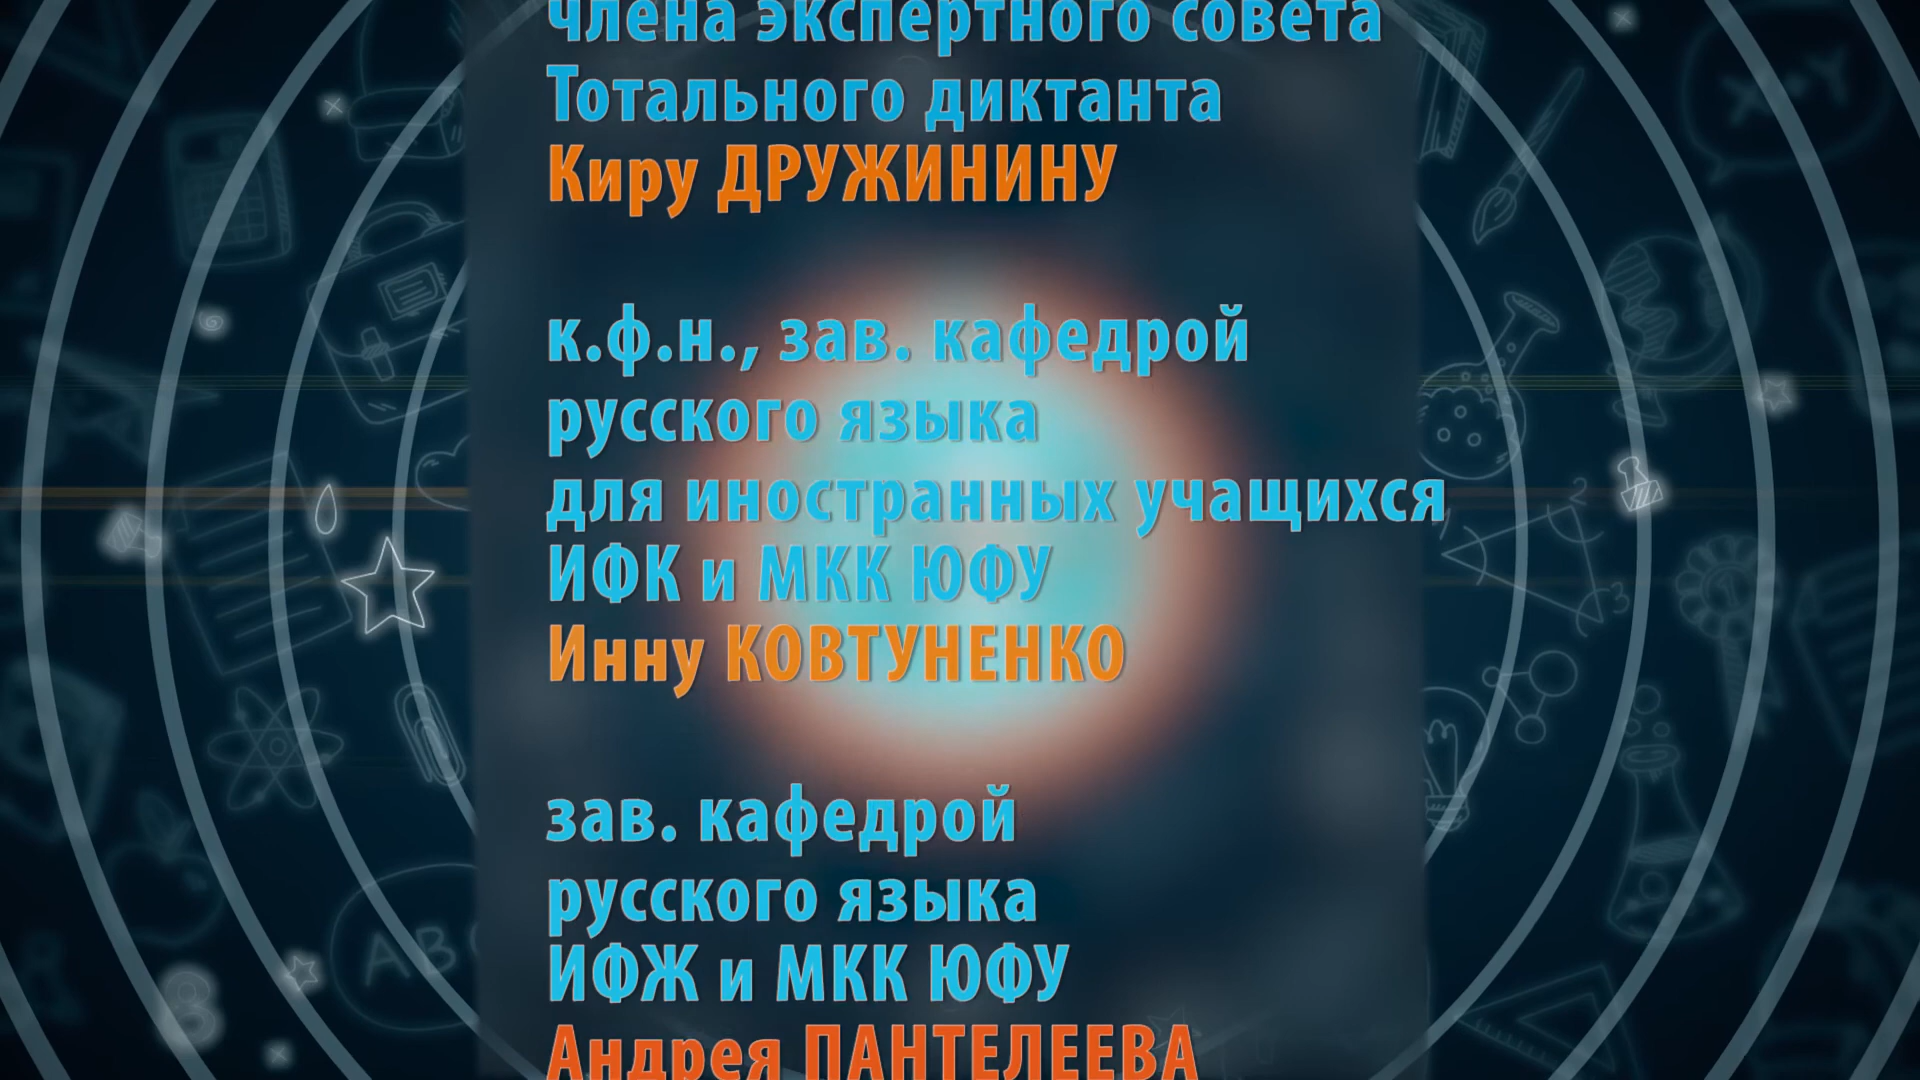 члена экспертного совета
Тотального диктанта
Киру ДРУЖИНИНУ
к.ф.н., зав. кафедрой
русского языка
для иностранных учащихся
ИФК и МКК ЮФУ
Инну КОВТУНЕНКО
зав. кафедрой
русского языка
ИФЖ и МКК ЮФУ
Андрея ПАНТЕЛЕЕВА